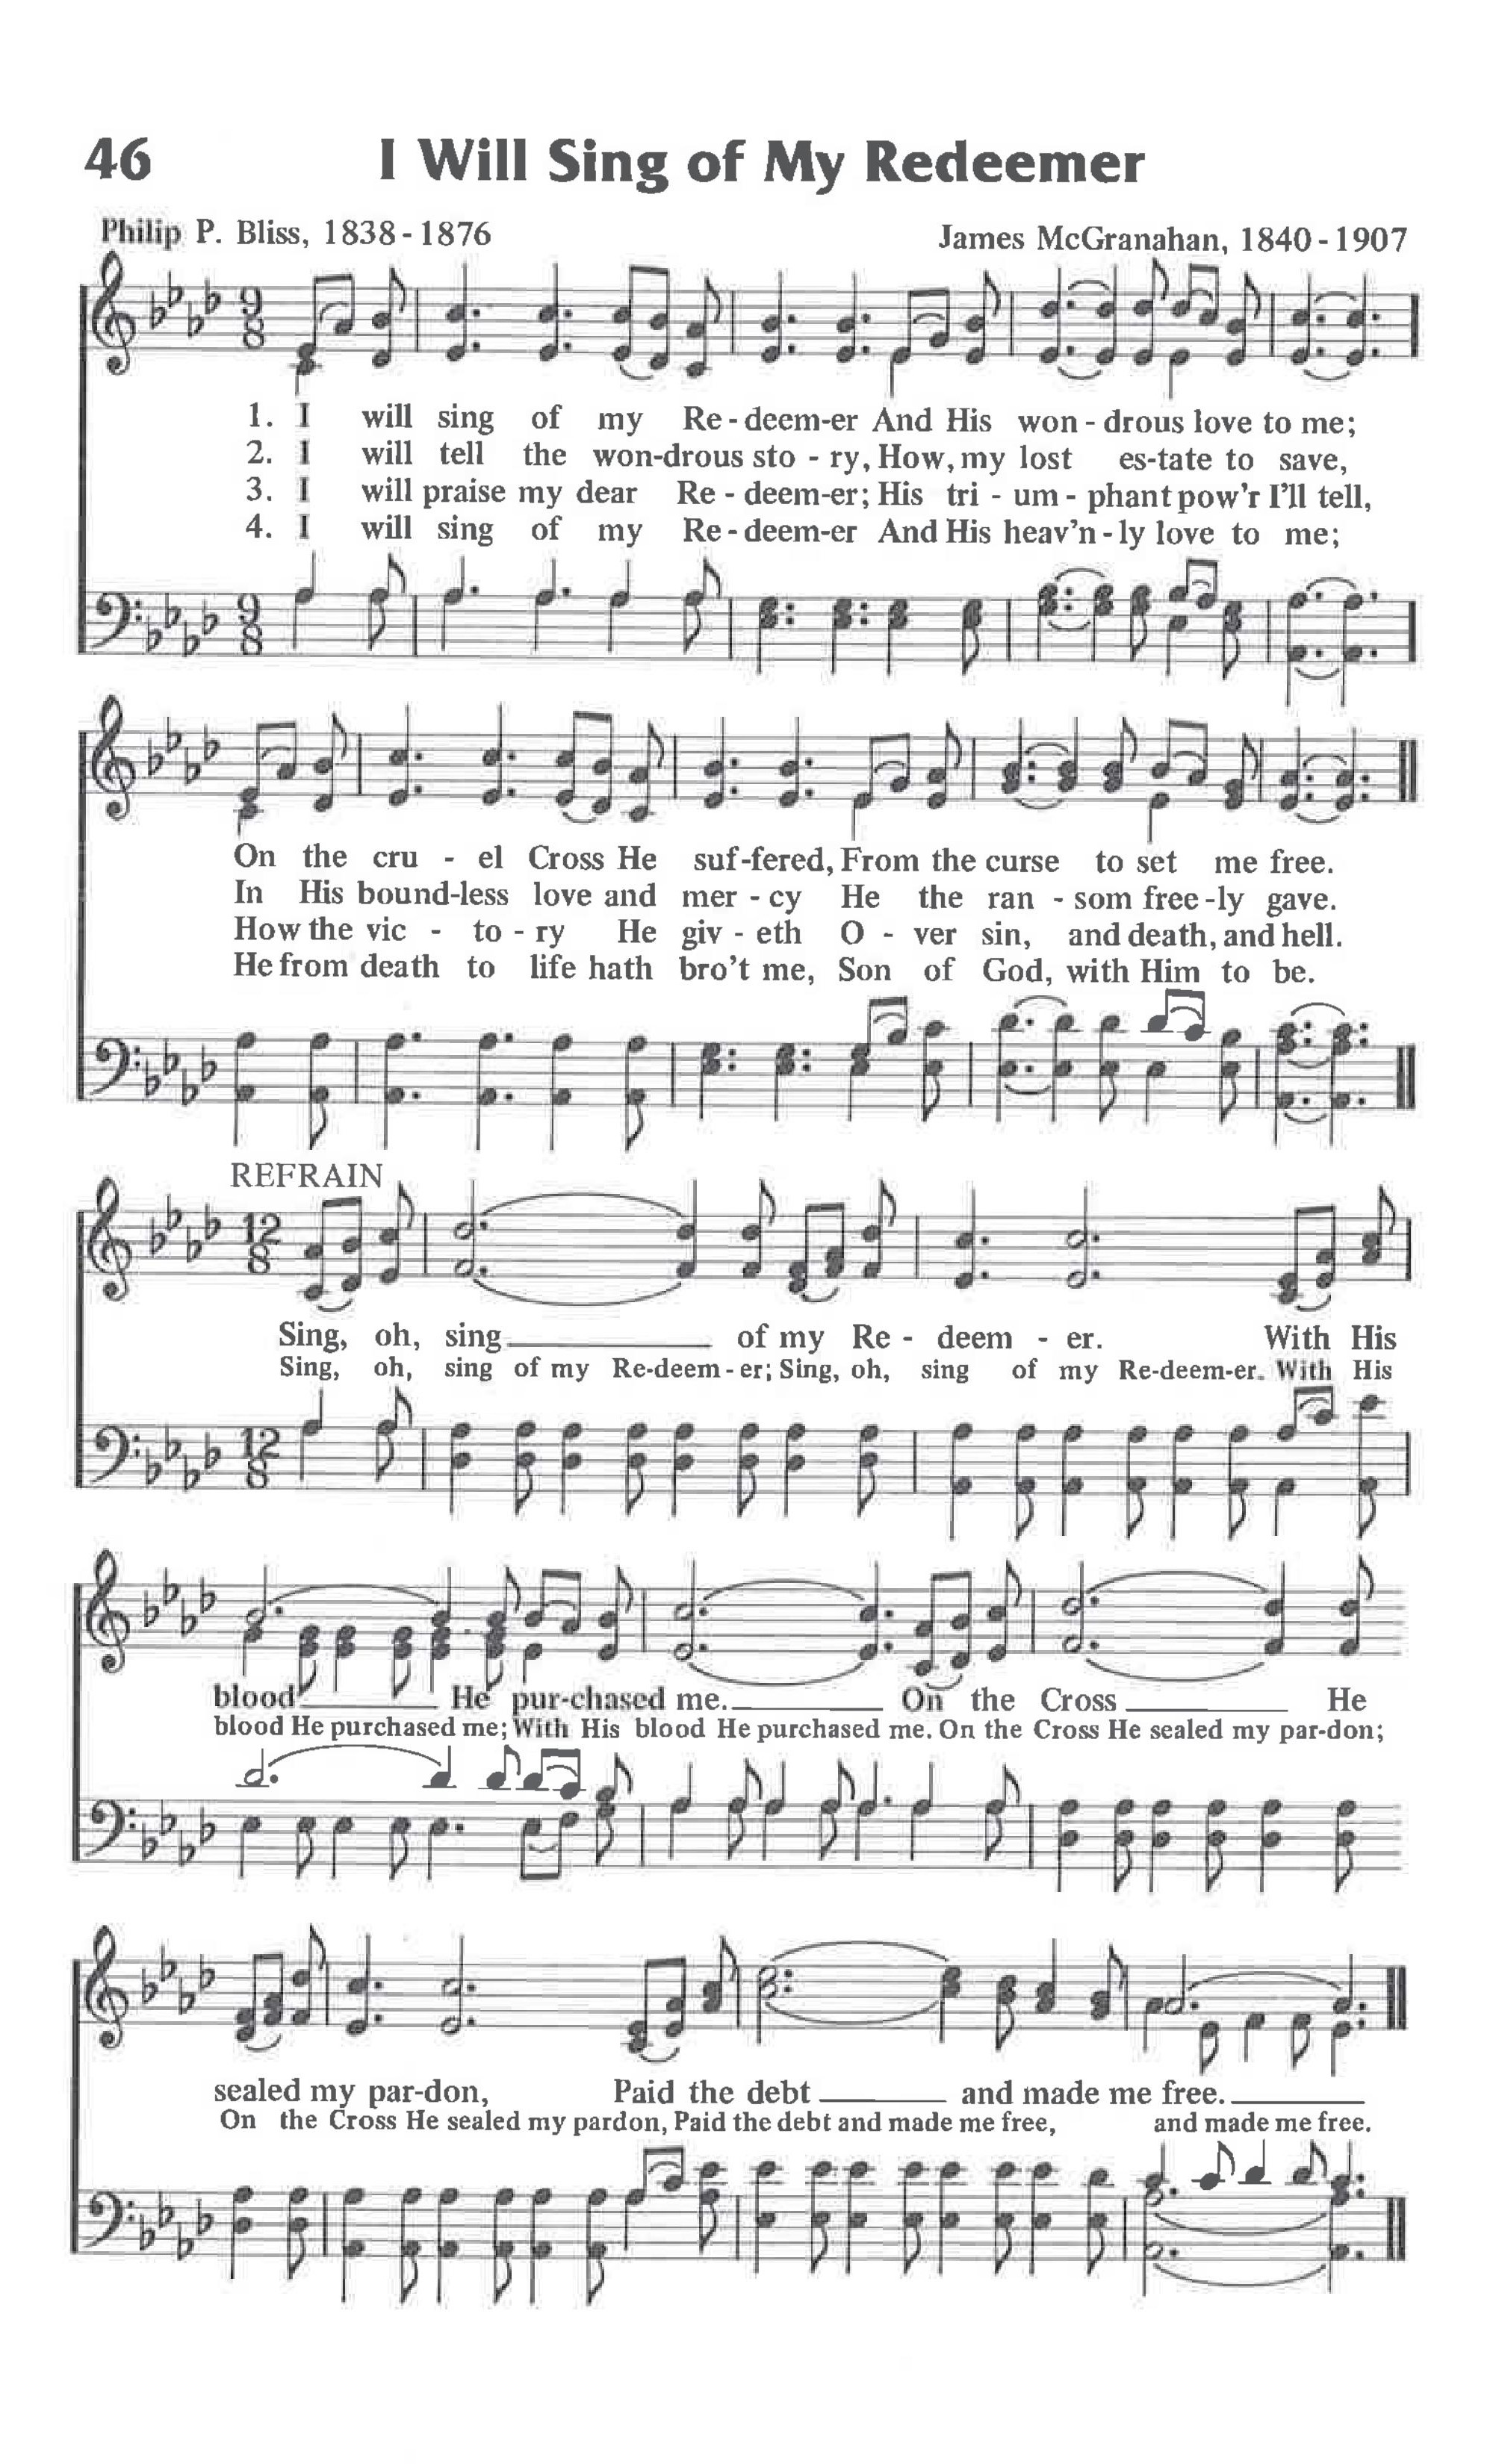 46 I Will Sing of My Redeemer
Philip P. Bliss, 1838-1876 James McGranahan, 1840-1907
9 8
1. I will sing of my Re-deem-er And His won-drous love to me;
2. I will tell the won-drous sto-ry, How, my lost es-tate to save,
3. I will praise my dear Re-deem-er; His tri-um-phant pow'r I'll tell,
4. I will sing of my Re-deem-er And His heav'n-ly love to me;
9 8
On the cru-el Cross He suf-fered, From the curse to set me free.
In His bound-less love and mer-cy He the ran-som free-ly gave.
How the vic-to-ry He giv-eth O-ver sin, and death, and hell.
He from death to life hath bro't me, Son of God, with Him to be.
REFRAIN
12 8
Sing, oh, sing of my Re-deem-er. With His
Sing, oh, sing of my Re-deem-er; Sing, oh, sing of my Re-deem-er. With His
12 8
blood He pur-chased me. On the Cross He
blood He purchased me; With His blood He purchased me. On the Cross He sealed my par-don;
sealed my par-don, Paid the debt and made me free.
On the Cross He sealed my pardon, Paid the debt and made me free, and made me free.